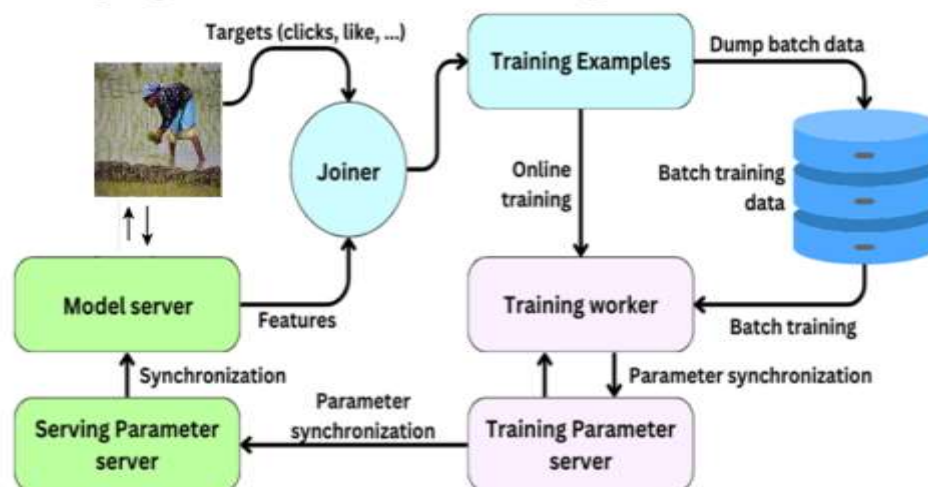 Targets (clicks, like, ...)
Training Examples
Dump batch data
Joiner
Online
training
Batch training
data
Model server
Features
Training worker
Batch training
Synchronization
Parameter synchronization
Serving Parameter
server
Parameter
synchronization
Training Parameter
server